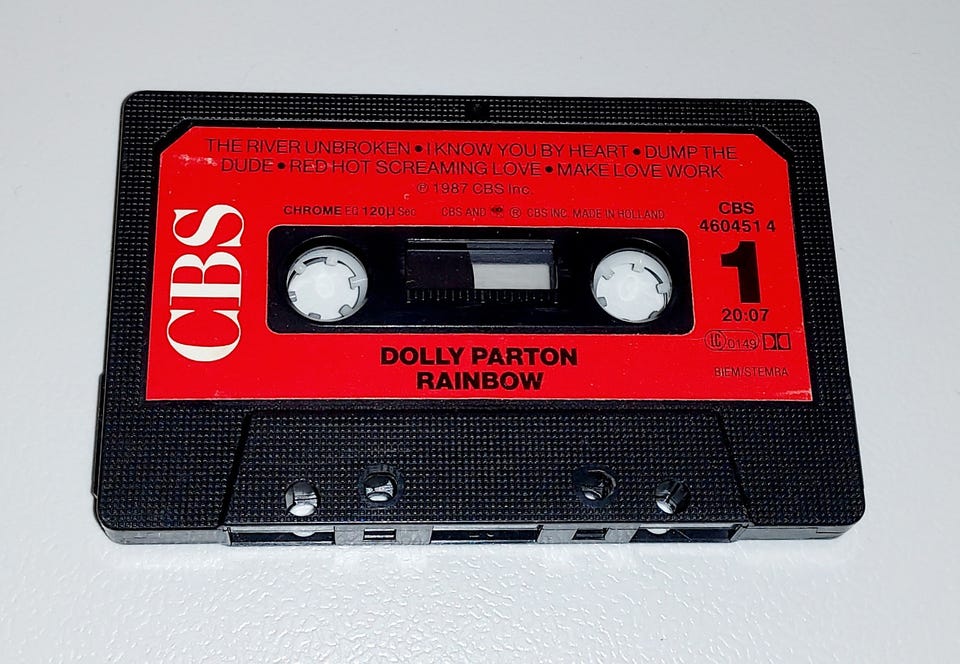 THE RIVER UNBROKEN • I KNOW YOU BY HEART • DUMP THE
DUDE • RED HOT SCREAMING LOVE • MAKE LOVE WORK
℗ 1987 CBS Inc.
CHROME EQ 120µ Sec CBS AND ® CBS INC. MADE IN HOLLAND
CBS
460451 4
CBS
1
20:07
LC 0149
DOLLY PARTON
RAINBOW
BIEM/STEMRA